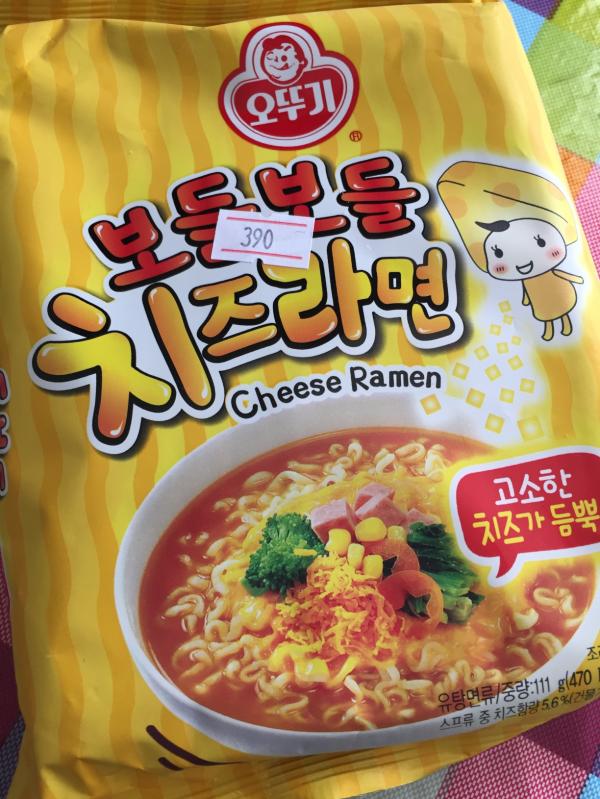 오뚜기
보들보들
390
치즈라면
Cheese Ramen
고소한
치즈가 듬뿍
유탕면류/중량:111 g(470
스프류 중 치즈함량 5.6%